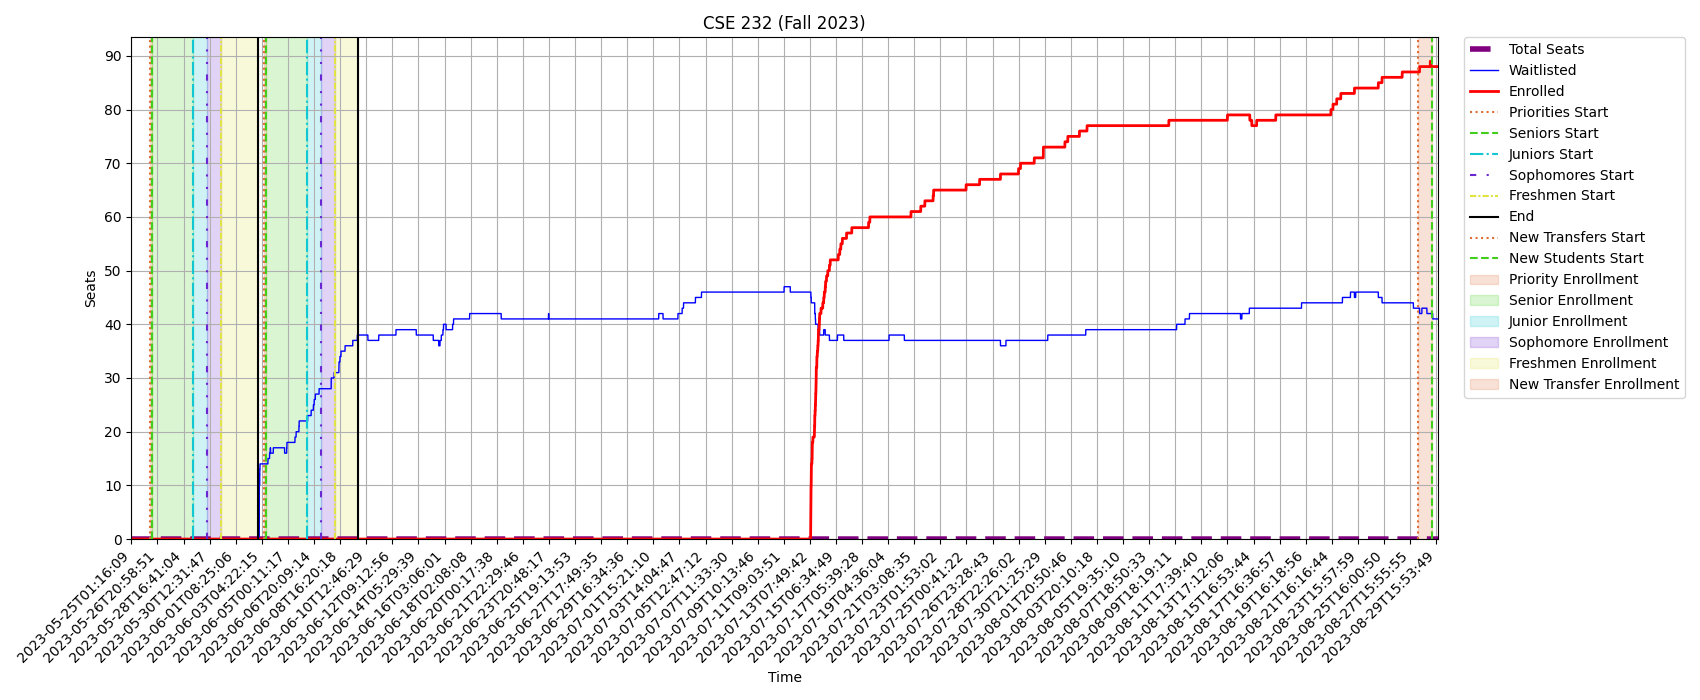 CSE 232 (Fall 2023)
90
80
70
60
50
40
30
20
10
0
Seats
2023-05-25T01:16:09
2023-05-26T20:58:51
2023-05-28T16:41:04
2023-05-30T12:31:47
2023-06-01T08:25:06
2023-06-03T04:22:15
2023-06-05T00:11:17
2023-06-06T20:09:14
2023-06-08T16:20:18
2023-06-10T12:46:29
2023-06-12T09:12:56
2023-06-14T05:29:39
2023-06-16T01:06:01
2023-06-18T02:08:08
2023-06-20T00:17:38
2023-06-21T22:29:46
2023-06-23T20:48:17
2023-06-25T19:13:53
2023-06-27T17:49:35
2023-06-29T16:34:36
2023-07-01T15:21:10
2023-07-03T14:04:47
2023-07-05T12:47:12
2023-07-07T11:33:30
2023-07-09T10:13:46
2023-07-11T09:03:51
2023-07-13T07:49:42
2023-07-15T06:34:49
2023-07-17T05:39:28
2023-07-19T04:36:04
2023-07-21T03:08:35
2023-07-23T01:53:02
2023-07-25T00:41:22
2023-07-26T23:28:43
2023-07-28T22:26:02
2023-07-30T21:25:29
2023-08-01T20:50:46
2023-08-03T20:10:18
2023-08-05T19:35:10
2023-08-07T18:50:33
2023-08-09T18:19:11
2023-08-11T17:39:40
2023-08-13T17:12:06
2023-08-15T16:53:44
2023-08-17T16:36:57
2023-08-19T16:18:56
2023-08-21T16:16:44
2023-08-23T15:57:59
2023-08-25T16:00:50
2023-08-27T15:55:55
2023-08-29T15:53:49
Time
Total Seats
Waitlisted
Enrolled
Priorities Start
Seniors Start
Juniors Start
Sophomores Start
Freshmen Start
End
New Transfers Start
New Students Start
Priority Enrollment
Senior Enrollment
Junior Enrollment
Sophomore Enrollment
Freshmen Enrollment
New Transfer Enrollment